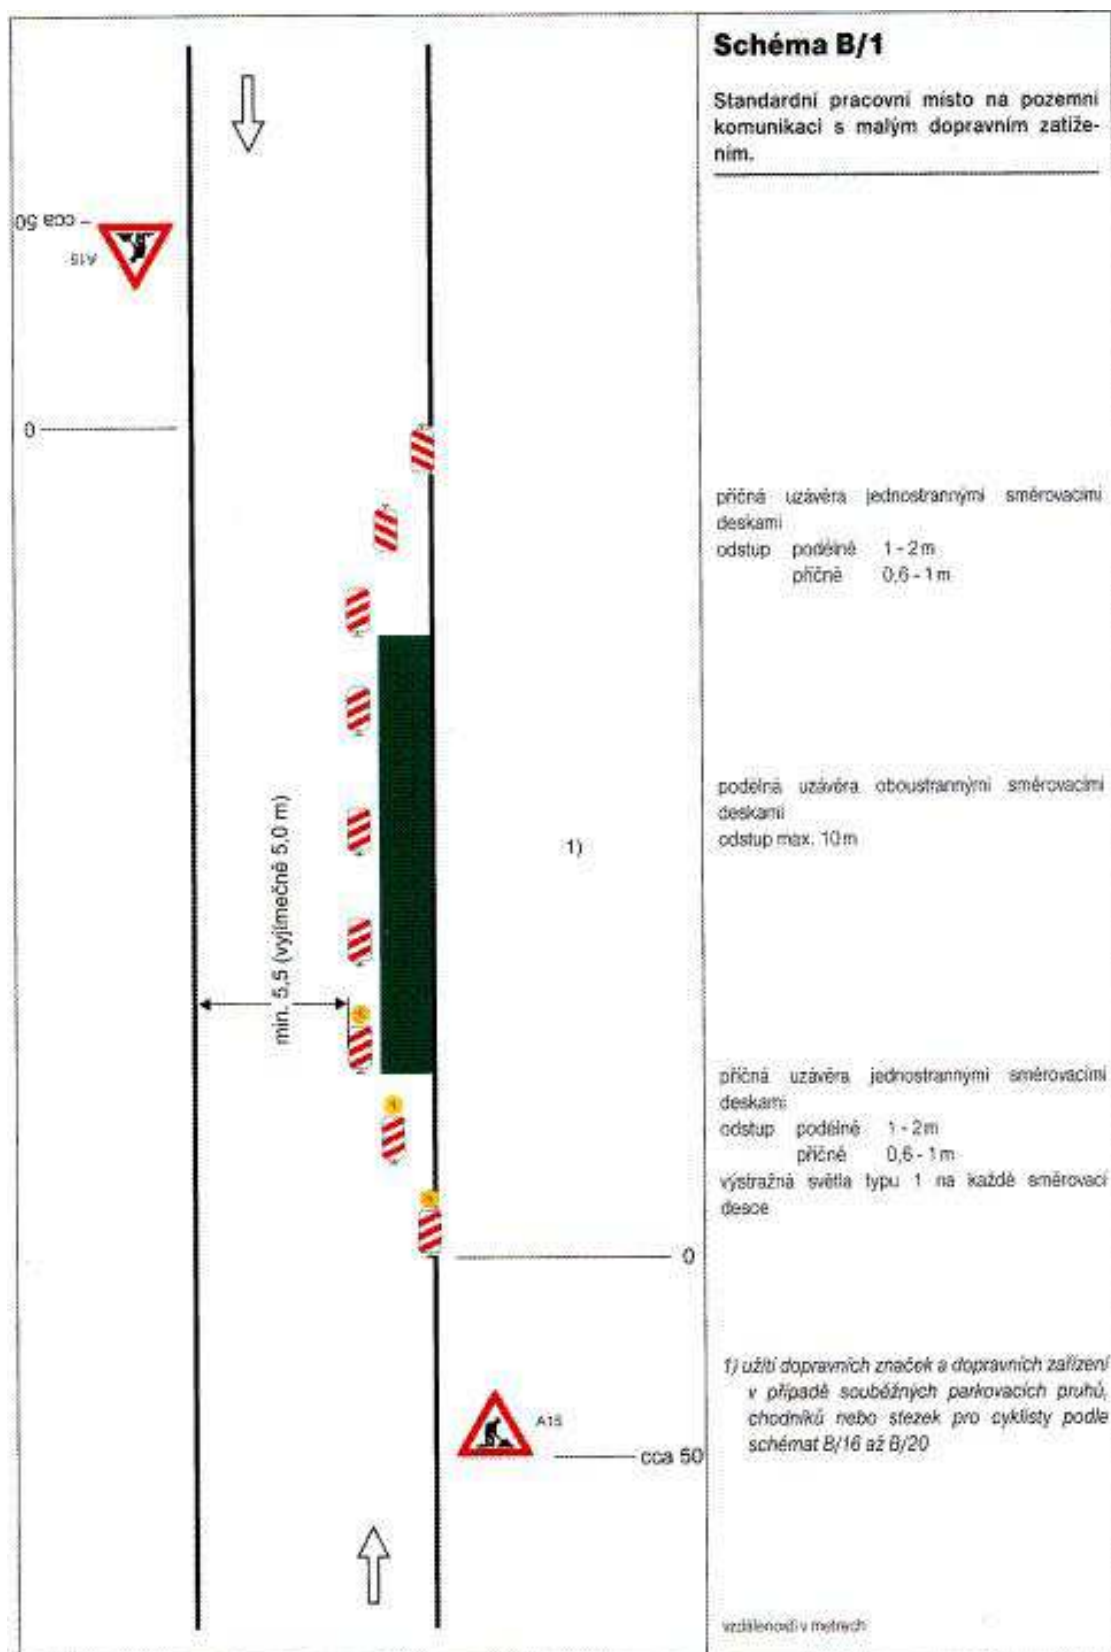 Schéma B/1
Standardní pracovní místo na pozemní
komunikaci s malým dopravním zatíže-
ním.
cca 50
A15
0
příčná uzávěra jednostrannými směrovacími
deskami
odstup podélně 1 - 2 m
příčně 0,6 - 1 m
podélná uzávěra oboustrannými směrovacími
deskami
odstup max. 10 m
min. 5,5 (vyjímečně 5,0 m)
1)
příčná uzávěra jednostrannými směrovacími
deskami
odstup podélně 1 - 2 m
příčně 0,6 - 1 m
výstražná světla typu 1 na každé směrovací
desce
0
A15
cca 50
1) užití dopravních značek a dopravních zařízení
v případě souběžných parkovacích pruhů,
chodníků nebo stezek pro cyklisty podle
schémat B/16 až B/20
vzdálenosti v metrech